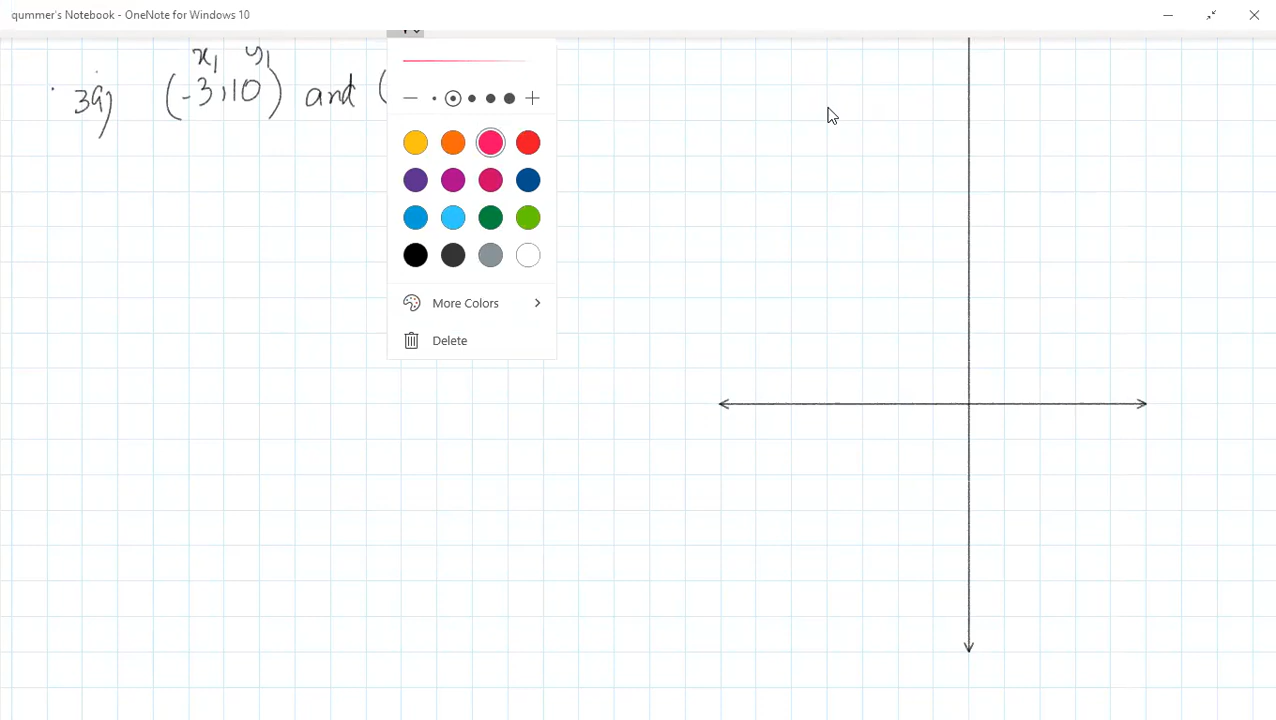 qummer's Notebook - OneNote for Windows 10
x₁ y₁
39) (-3,10) and (
More Colors
Delete